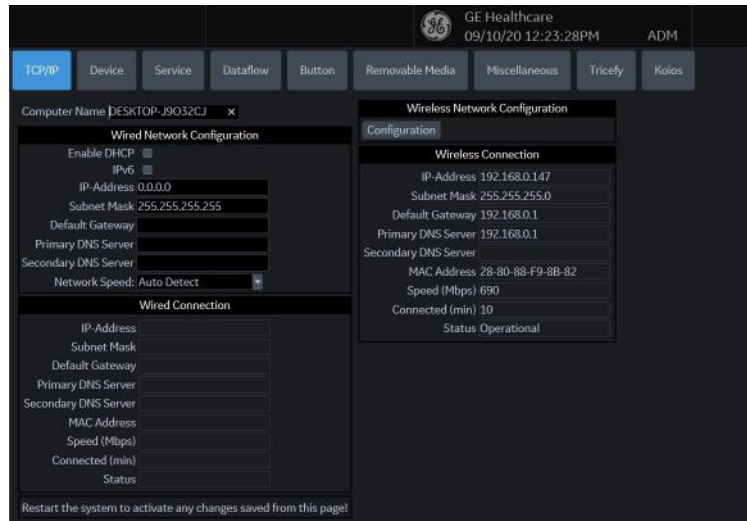 GE Healthcare
09/10/20 12:23:28PM ADM
TCP/IP Device Service Dataflow Button Removable Media Miscellaneous Tricefy Koios
Computer Name DESKTOP-J9O32CJ ×
Wired Network Configuration
Enable DHCP
IPv6
IP-Address 0.0.0.0
Subnet Mask 255.255.255.255
Default Gateway
Primary DNS Server
Secondary DNS Server
Network Speed: Auto Detect
Wired Connection
IP-Address
Subnet Mask
Default Gateway
Primary DNS Server
Secondary DNS Server
MAC Address
Speed (Mbps)
Connected (min)
Status
Restart the system to activate any changes saved from this page!
Wireless Network Configuration
Configuration
Wireless Connection
IP-Address 192.168.0.147
Subnet Mask 255.255.255.0
Default Gateway 192.168.0.1
Primary DNS Server 192.168.0.1
Secondary DNS Server
MAC Address 28-80-88-F9-8B-82
Speed (Mbps) 690
Connected (min) 10
Status Operational